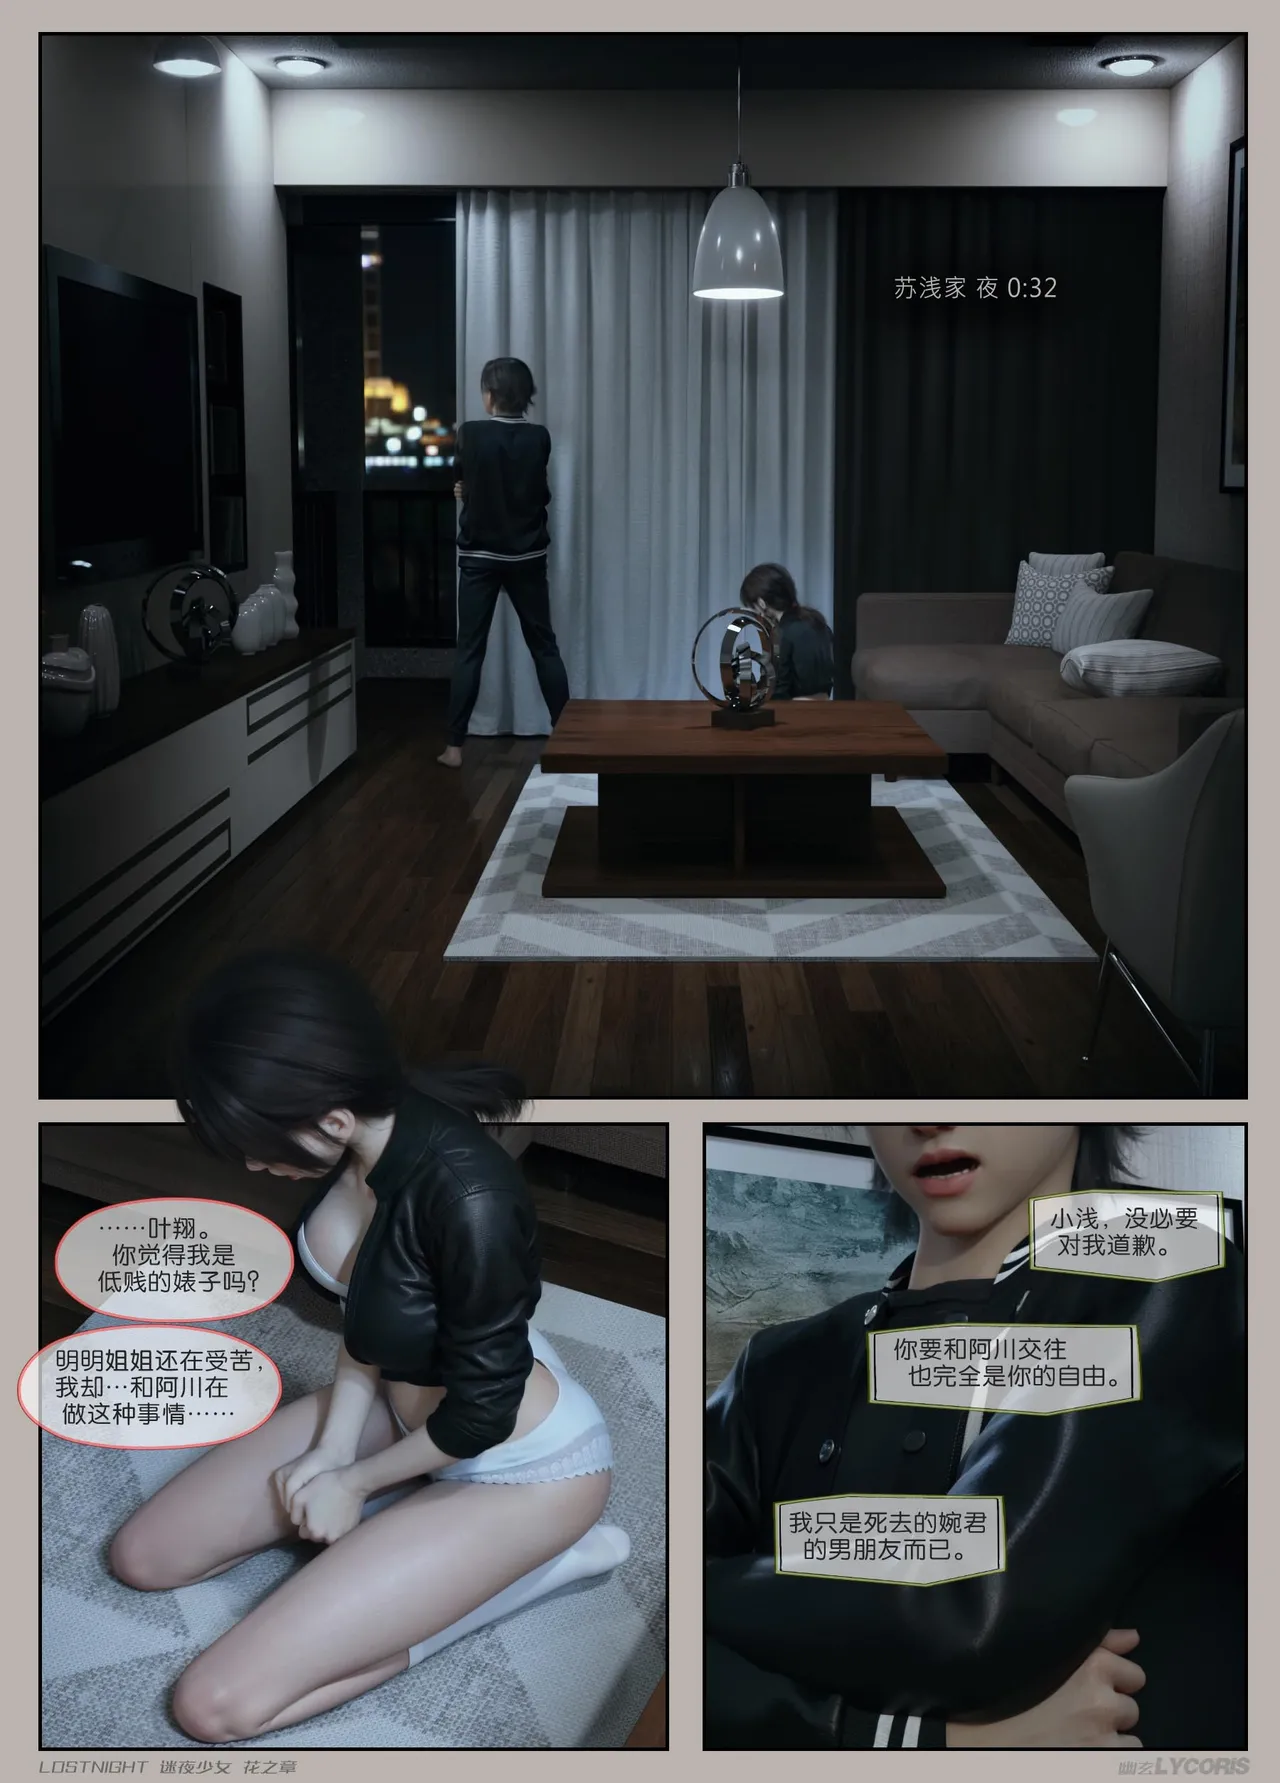 苏浅家 夜 0:32
……叶翔。
你觉得我是
低贱的婊子吗？
明明姐姐还在受苦，
我却…和阿川在
做这种事情……
小浅，没必要
对我道歉。
你要和阿川交往
也完全是你的自由。
我只是死去的婉君
的男朋友而已。
LOSTNIGHT 迷夜少女 花之章
幽玄LYCORIS